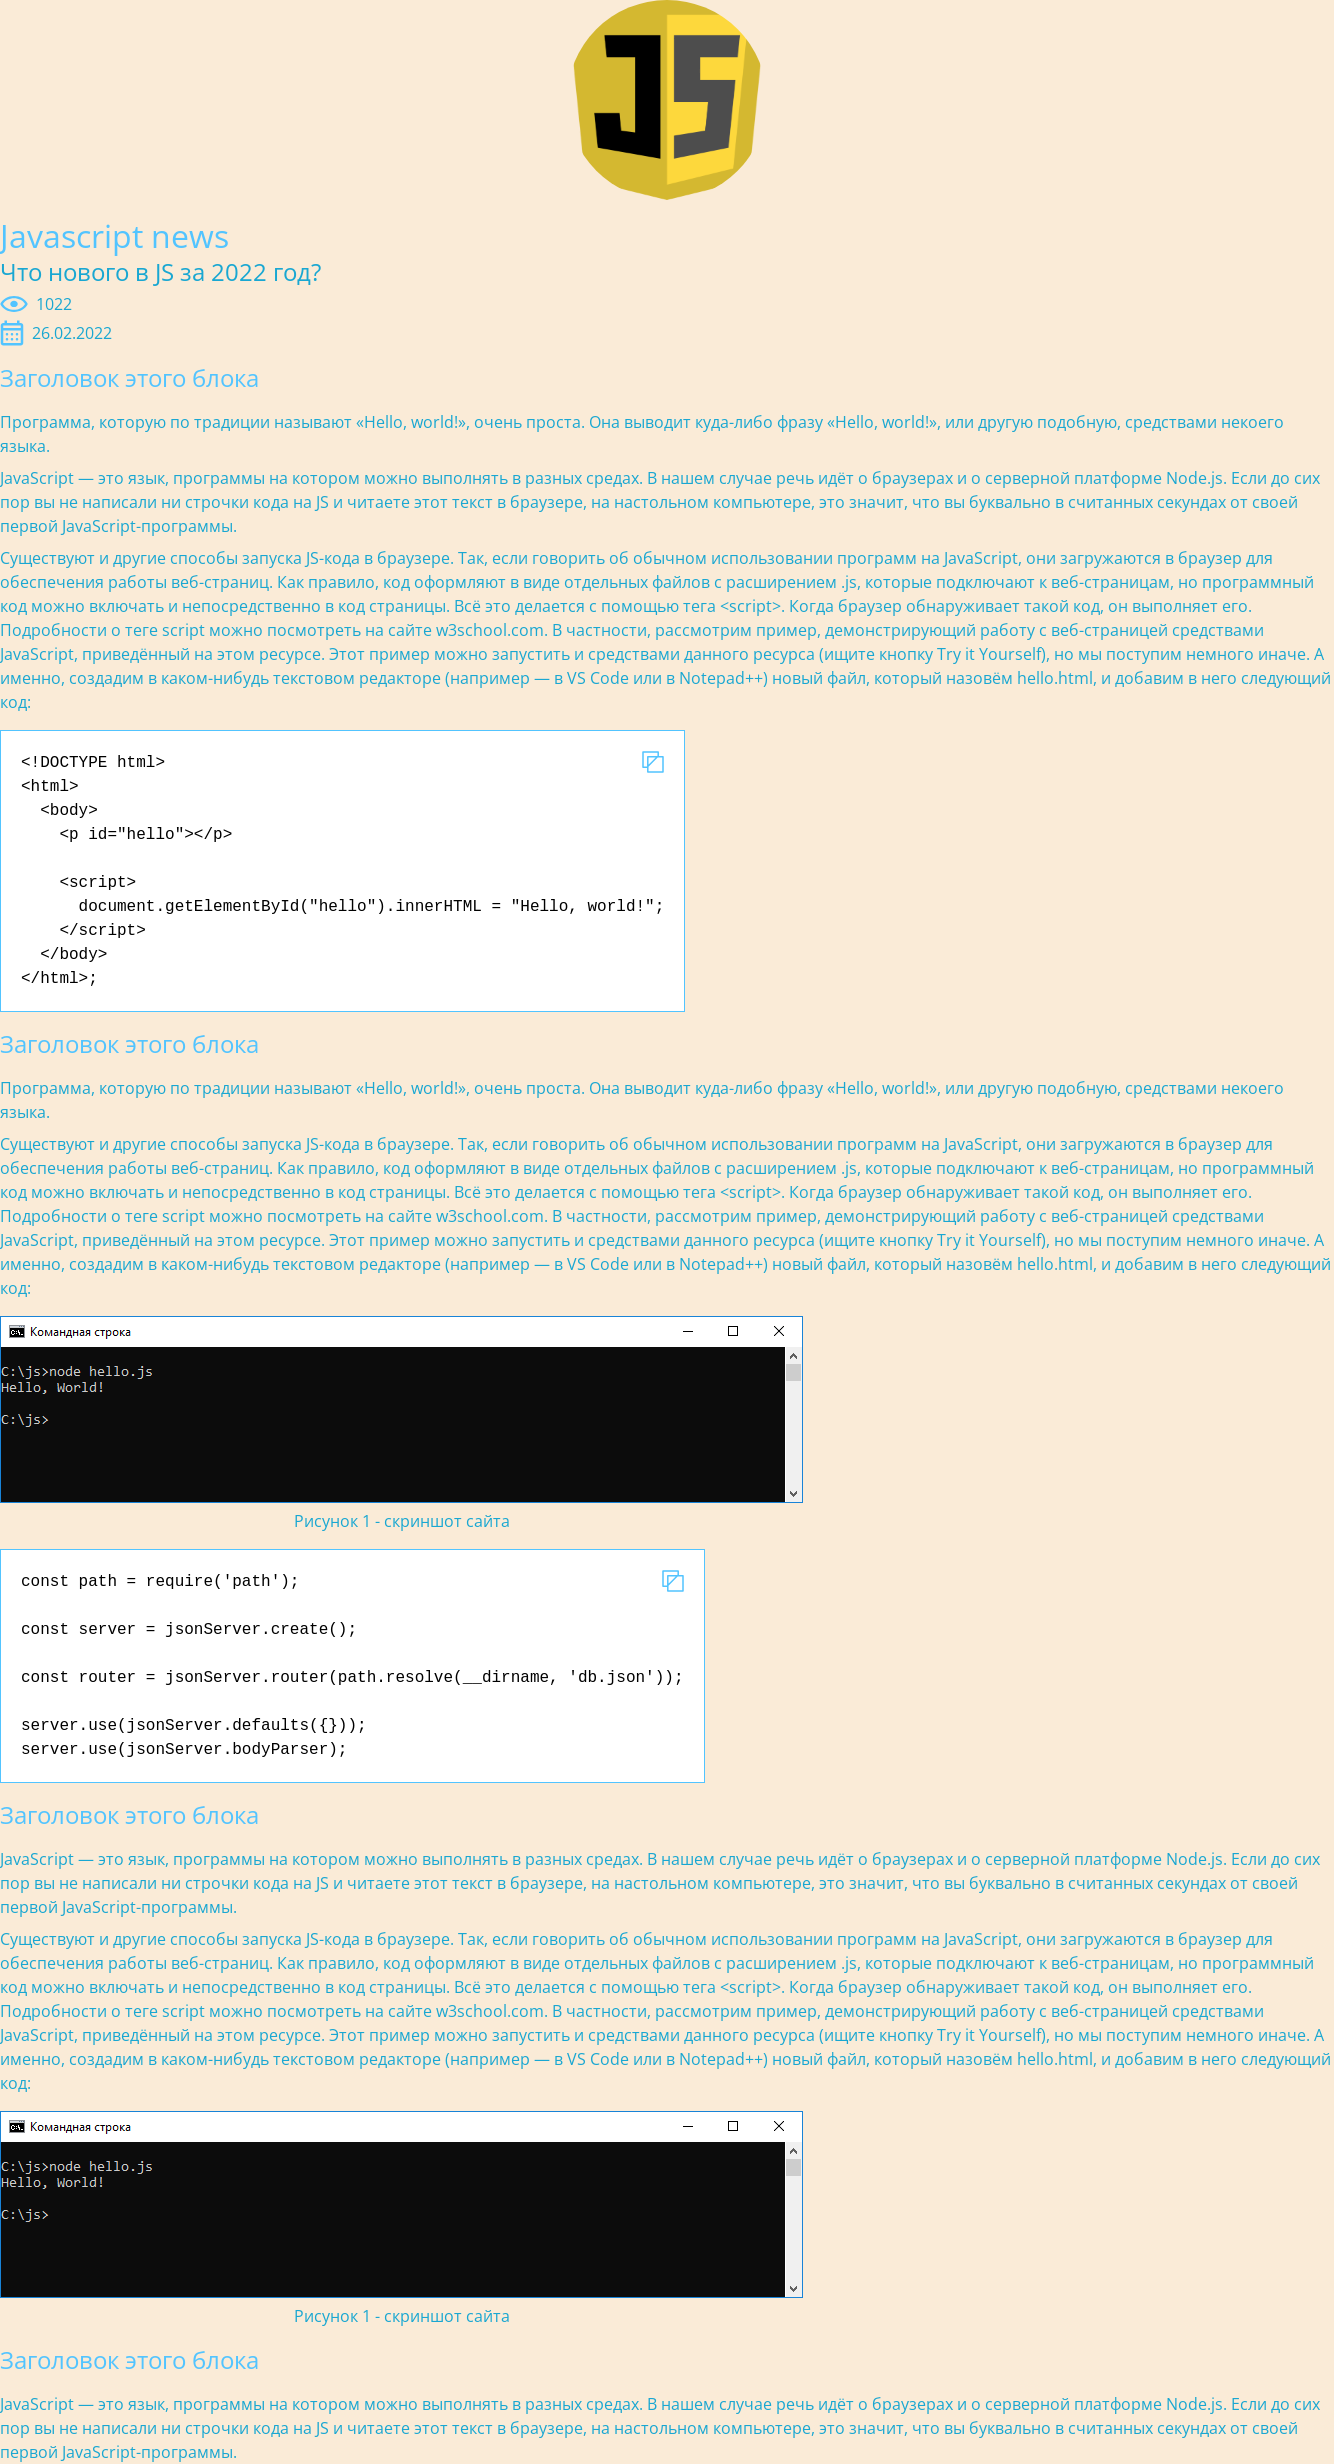 JS
Javascript news
Что нового в JS за 2022 год?
1022
26.02.2022
Заголовок этого блока
Программа, которую по традиции называют «Hello, world!», очень проста. Она выводит куда-либо фразу «Hello, world!», или другую подобную, средствами некоего
языка.
JavaScript — это язык, программы на котором можно выполнять в разных средах. В нашем случае речь идёт о браузерах и о серверной платформе Node.js. Если до сих
пор вы не написали ни строчки кода на JS и читаете этот текст в браузере, на настольном компьютере, это значит, что вы буквально в считанных секундах от своей
первой JavaScript-программы.
Существуют и другие способы запуска JS-кода в браузере. Так, если говорить об обычном использовании программ на JavaScript, они загружаются в браузер для
обеспечения работы веб-страниц. Как правило, код оформляют в виде отдельных файлов с расширением .js, которые подключают к веб-страницам, но программный
код можно включать и непосредственно в код страницы. Всё это делается с помощью тега <script>. Когда браузер обнаруживает такой код, он выполняет его.
Подробности о теге script можно посмотреть на сайте w3school.com. В частности, рассмотрим пример, демонстрирующий работу с веб-страницей средствами
JavaScript, приведённый на этом ресурсе. Этот пример можно запустить и средствами данного ресурса (ищите кнопку Try it Yourself), но мы поступим немного иначе. А
именно, создадим в каком-нибудь текстовом редакторе (например — в VS Code или в Notepad++) новый файл, который назовём hello.html, и добавим в него следующий
код:
<!DOCTYPE html>
<html>
  <body>
    <p id="hello"></p>
    <script>
      document.getElementById("hello").innerHTML = "Hello, world!";
    </script>
  </body>
</html>;
Заголовок этого блока
Программа, которую по традиции называют «Hello, world!», очень проста. Она выводит куда-либо фразу «Hello, world!», или другую подобную, средствами некоего
языка.
Существуют и другие способы запуска JS-кода в браузере. Так, если говорить об обычном использовании программ на JavaScript, они загружаются в браузер для
обеспечения работы веб-страниц. Как правило, код оформляют в виде отдельных файлов с расширением .js, которые подключают к веб-страницам, но программный
код можно включать и непосредственно в код страницы. Всё это делается с помощью тега <script>. Когда браузер обнаруживает такой код, он выполняет его.
Подробности о теге script можно посмотреть на сайте w3school.com. В частности, рассмотрим пример, демонстрирующий работу с веб-страницей средствами
JavaScript, приведённый на этом ресурсе. Этот пример можно запустить и средствами данного ресурса (ищите кнопку Try it Yourself), но мы поступим немного иначе. А
именно, создадим в каком-нибудь текстовом редакторе (например — в VS Code или в Notepad++) новый файл, который назовём hello.html, и добавим в него следующий
код:
Командная строка
C:\js>node hello.js
Hello, World!
C:\js>
Рисунок 1 - скриншот сайта
const path = require('path');
const server = jsonServer.create();
const router = jsonServer.router(path.resolve(__dirname, 'db.json'));
server.use(jsonServer.defaults({}));
server.use(jsonServer.bodyParser);
Заголовок этого блока
JavaScript — это язык, программы на котором можно выполнять в разных средах. В нашем случае речь идёт о браузерах и о серверной платформе Node.js. Если до сих
пор вы не написали ни строчки кода на JS и читаете этот текст в браузере, на настольном компьютере, это значит, что вы буквально в считанных секундах от своей
первой JavaScript-программы.
Существуют и другие способы запуска JS-кода в браузере. Так, если говорить об обычном использовании программ на JavaScript, они загружаются в браузер для
обеспечения работы веб-страниц. Как правило, код оформляют в виде отдельных файлов с расширением .js, которые подключают к веб-страницам, но программный
код можно включать и непосредственно в код страницы. Всё это делается с помощью тега <script>. Когда браузер обнаруживает такой код, он выполняет его.
Подробности о теге script можно посмотреть на сайте w3school.com. В частности, рассмотрим пример, демонстрирующий работу с веб-страницей средствами
JavaScript, приведённый на этом ресурсе. Этот пример можно запустить и средствами данного ресурса (ищите кнопку Try it Yourself), но мы поступим немного иначе. А
именно, создадим в каком-нибудь текстовом редакторе (например — в VS Code или в Notepad++) новый файл, который назовём hello.html, и добавим в него следующий
код:
Командная строка
C:\js>node hello.js
Hello, World!
C:\js>
Рисунок 1 - скриншот сайта
Заголовок этого блока
JavaScript — это язык, программы на котором можно выполнять в разных средах. В нашем случае речь идёт о браузерах и о серверной платформе Node.js. Если до сих
пор вы не написали ни строчки кода на JS и читаете этот текст в браузере, на настольном компьютере, это значит, что вы буквально в считанных секундах от своей
первой JavaScript-программы.